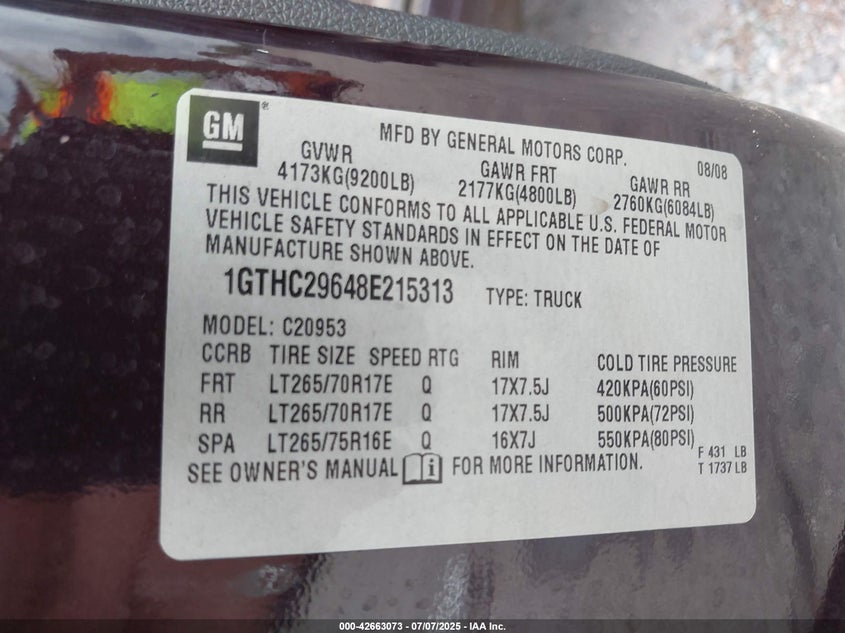 GM ®
MFD BY GENERAL MOTORS CORP. 08/08
GVWR GAWR FRT GAWR RR
4173KG(9200LB) 2177KG(4800LB) 2760KG(6084LB)
THIS VEHICLE CONFORMS TO ALL APPLICABLE U.S. FEDERAL MOTOR
VEHICLE SAFETY STANDARDS IN EFFECT ON THE DATE OF
MANUFACTURE SHOWN ABOVE.
1GTHC29648E215313 TYPE: TRUCK
MODEL: C20953
CCRB TIRE SIZE SPEED RTG RIM COLD TIRE PRESSURE
FRT LT265/70R17E Q 17X7.5J 420KPA(60PSI)
RR LT265/70R17E Q 17X7.5J 500KPA(72PSI)
SPA LT265/75R16E Q 16X7J 550KPA(80PSI)
F 431 LB
SEE OWNER'S MANUAL i FOR MORE INFORMATION. T 1737 LB
000-42663073 - 07/07/2025 - IAA Inc.